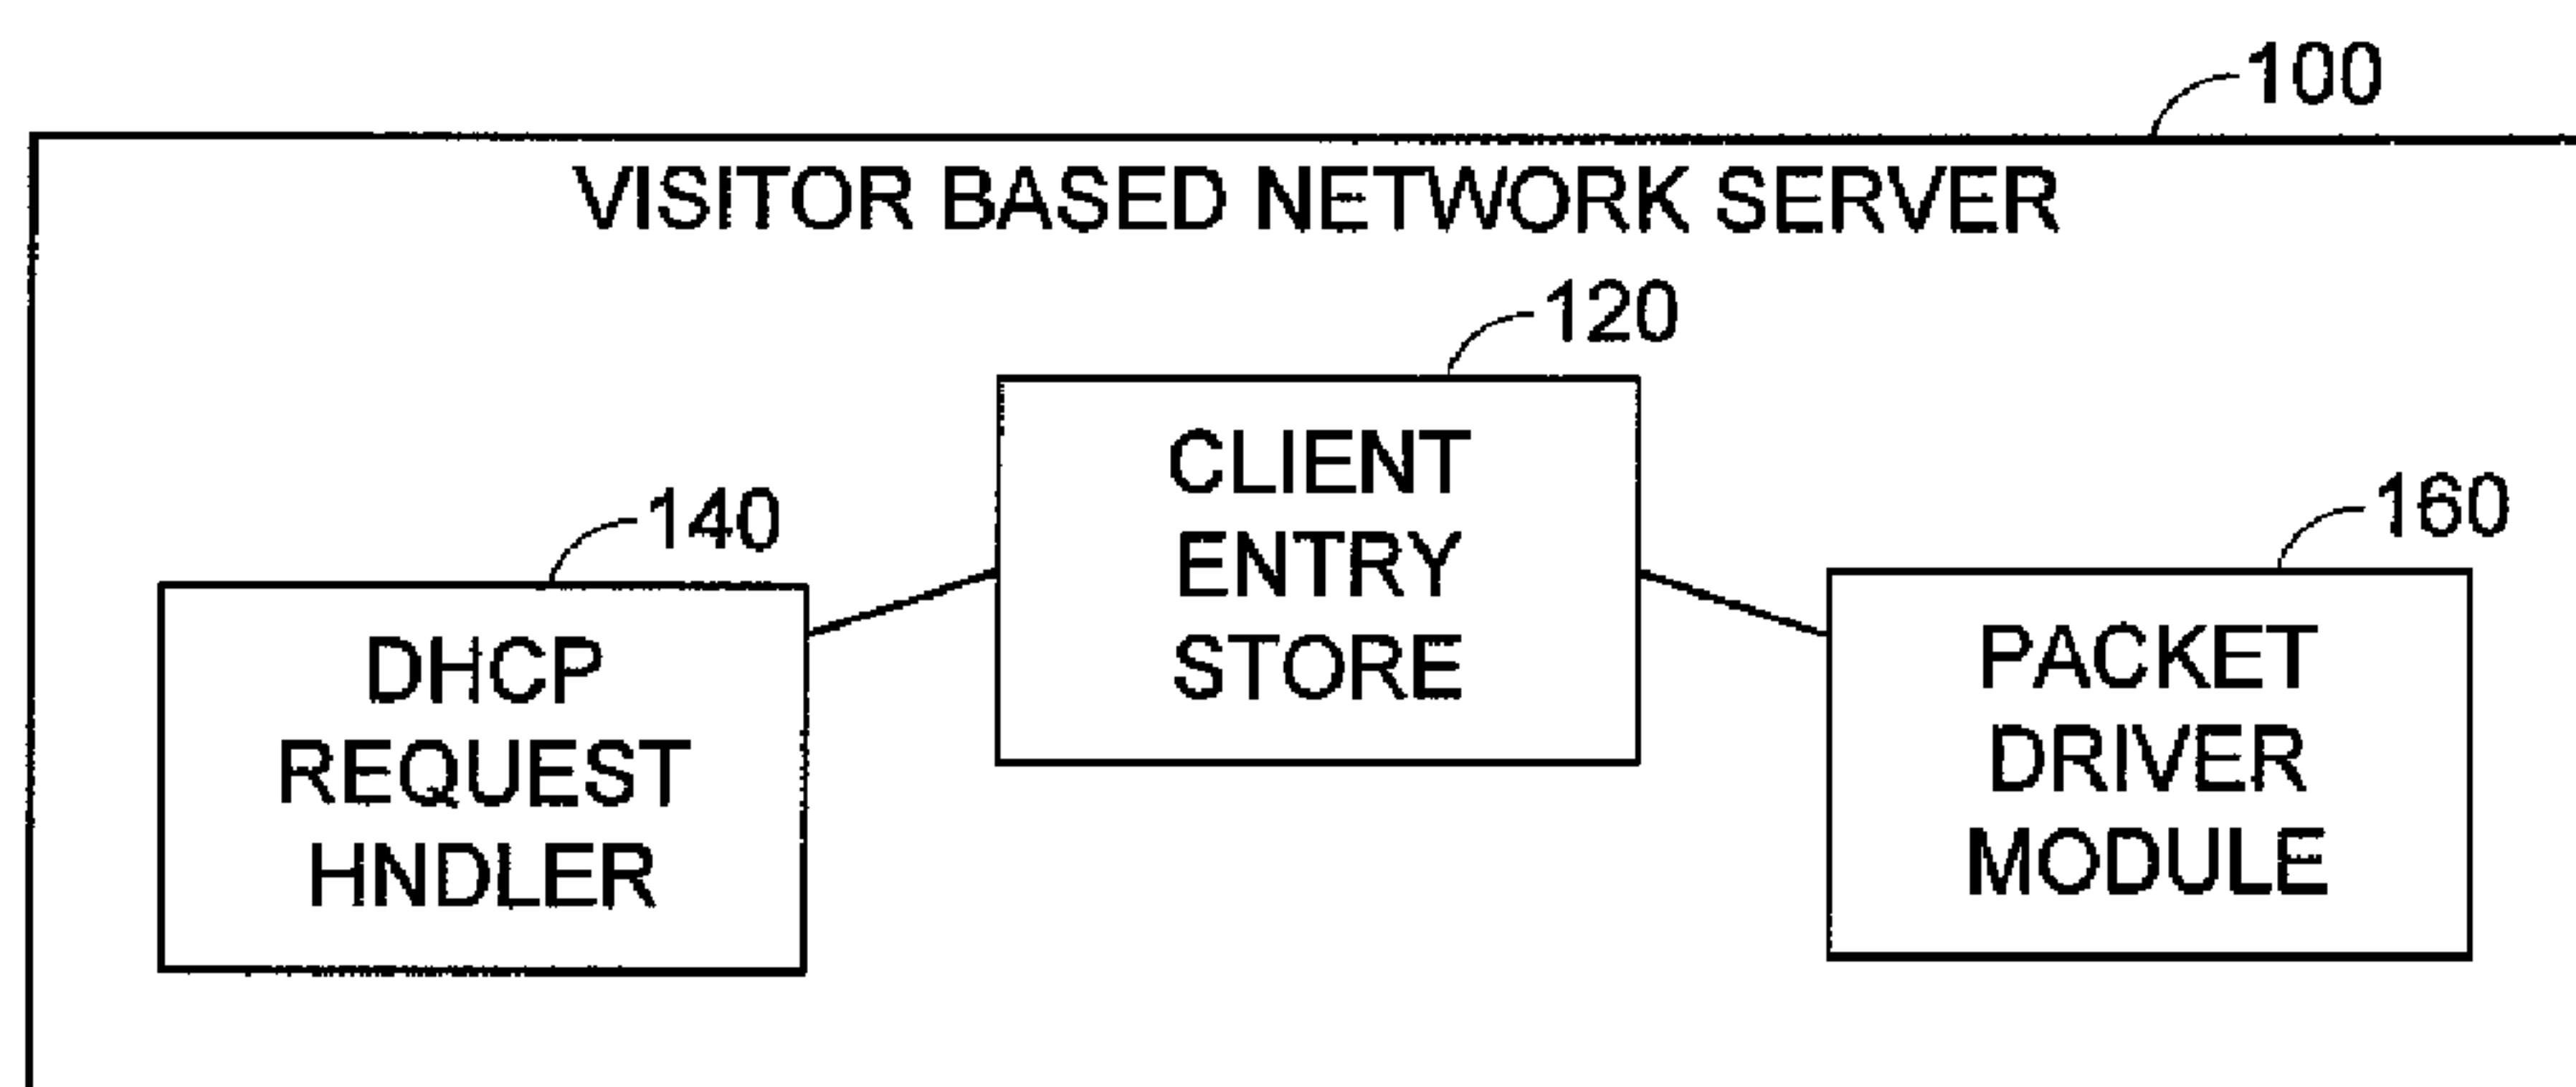 100
VISITOR BASED NETWORK SERVER
120
CLIENT
ENTRY
STORE
140
DHCP
REQUEST
HNDLER
160
PACKET
DRIVER
MODULE